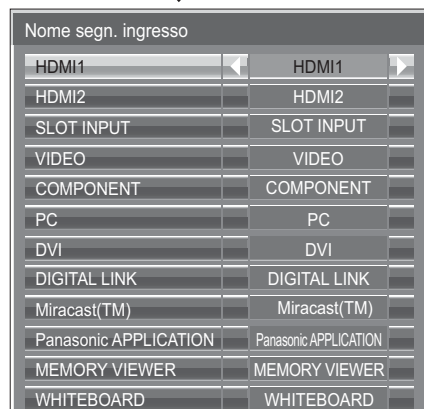 Nome segn. ingresso
HDMI1 HDMI1
HDMI2 HDMI2
SLOT INPUT SLOT INPUT
VIDEO VIDEO
COMPONENT COMPONENT
PC PC
DVI DVI
DIGITAL LINK DIGITAL LINK
Miracast(TM) Miracast(TM)
Panasonic APPLICATION Panasonic APPLICATION
MEMORY VIEWER MEMORY VIEWER
WHITEBOARD WHITEBOARD